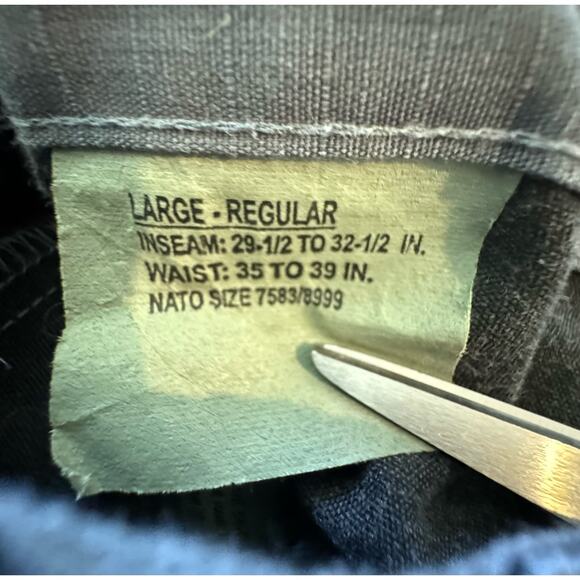 LARGE - REGULAR
INSEAM: 29-1/2 TO 32-1/2 IN.
WAIST: 35 TO 39 IN.
NATO SIZE 7583/8999